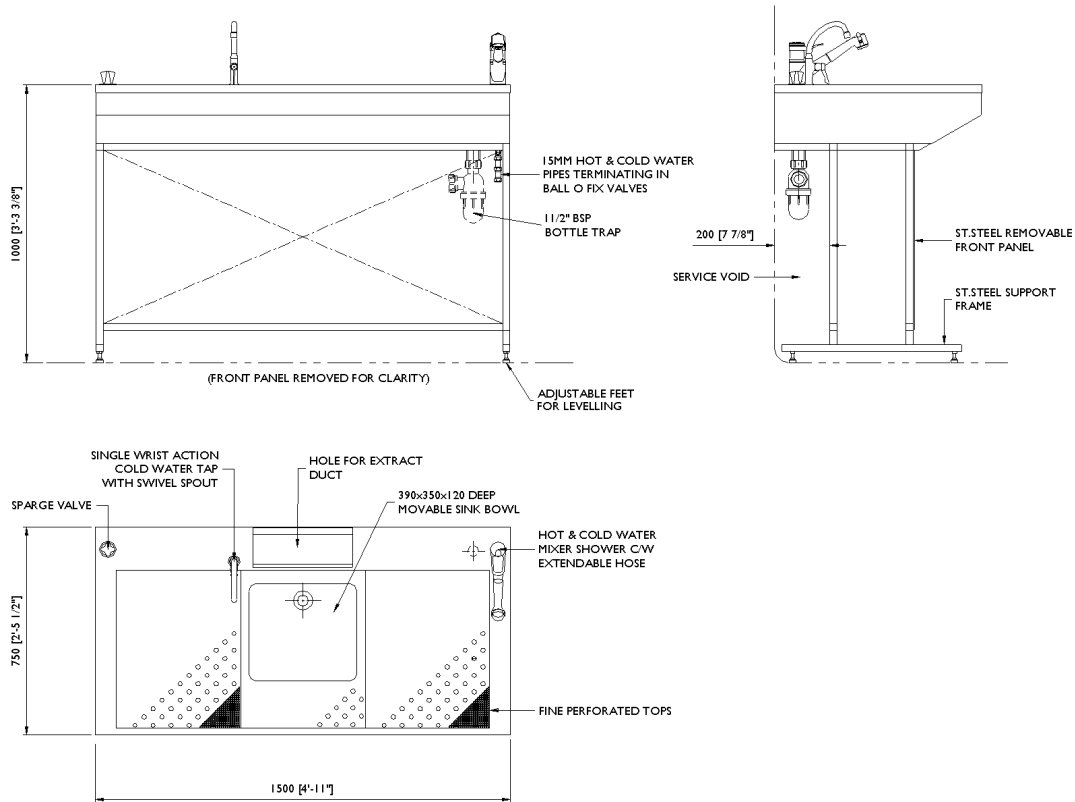 1000 [3'-3 3/8"]
15MM HOT & COLD WATER
PIPES TERMINATING IN
BALL O FIX VALVES
11/2" BSP
BOTTLE TRAP
(FRONT PANEL REMOVED FOR CLARITY)
ADJUSTABLE FEET
FOR LEVELLING
200 [7 7/8"]
SERVICE VOID
ST.STEEL REMOVABLE
FRONT PANEL
ST.STEEL SUPPORT
FRAME
SINGLE WRIST ACTION
COLD WATER TAP
WITH SWIVEL SPOUT
SPARGE VALVE
HOLE FOR EXTRACT
DUCT
390x350x120 DEEP
MOVABLE SINK BOWL
HOT & COLD WATER
MIXER SHOWER C/W
EXTENDABLE HOSE
750 [2'-5 1/2"]
FINE PERFORATED TOPS
1500 [4'-11"]